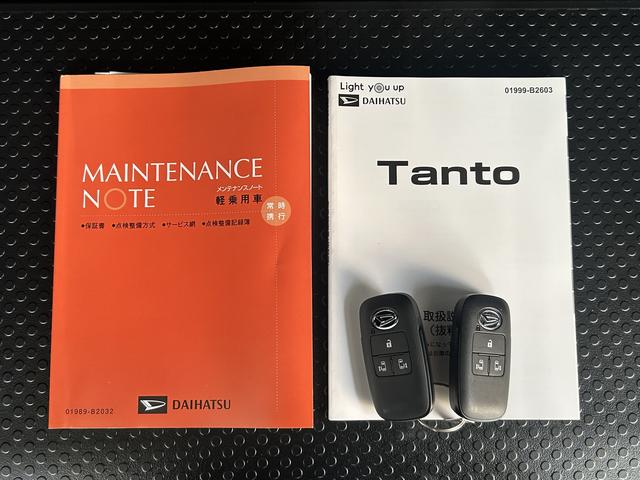 MAINTENANCE
NOTE
メンテナンスノート
軽乗用車
常時
携行
●保証書 ●点検整備方式 ●サービス網 ●点検整備記録簿
01989-B2032
DAIHATSU
Light you up
DAIHATSU
01999-B2603
Tanto
取扱説
(抜粋